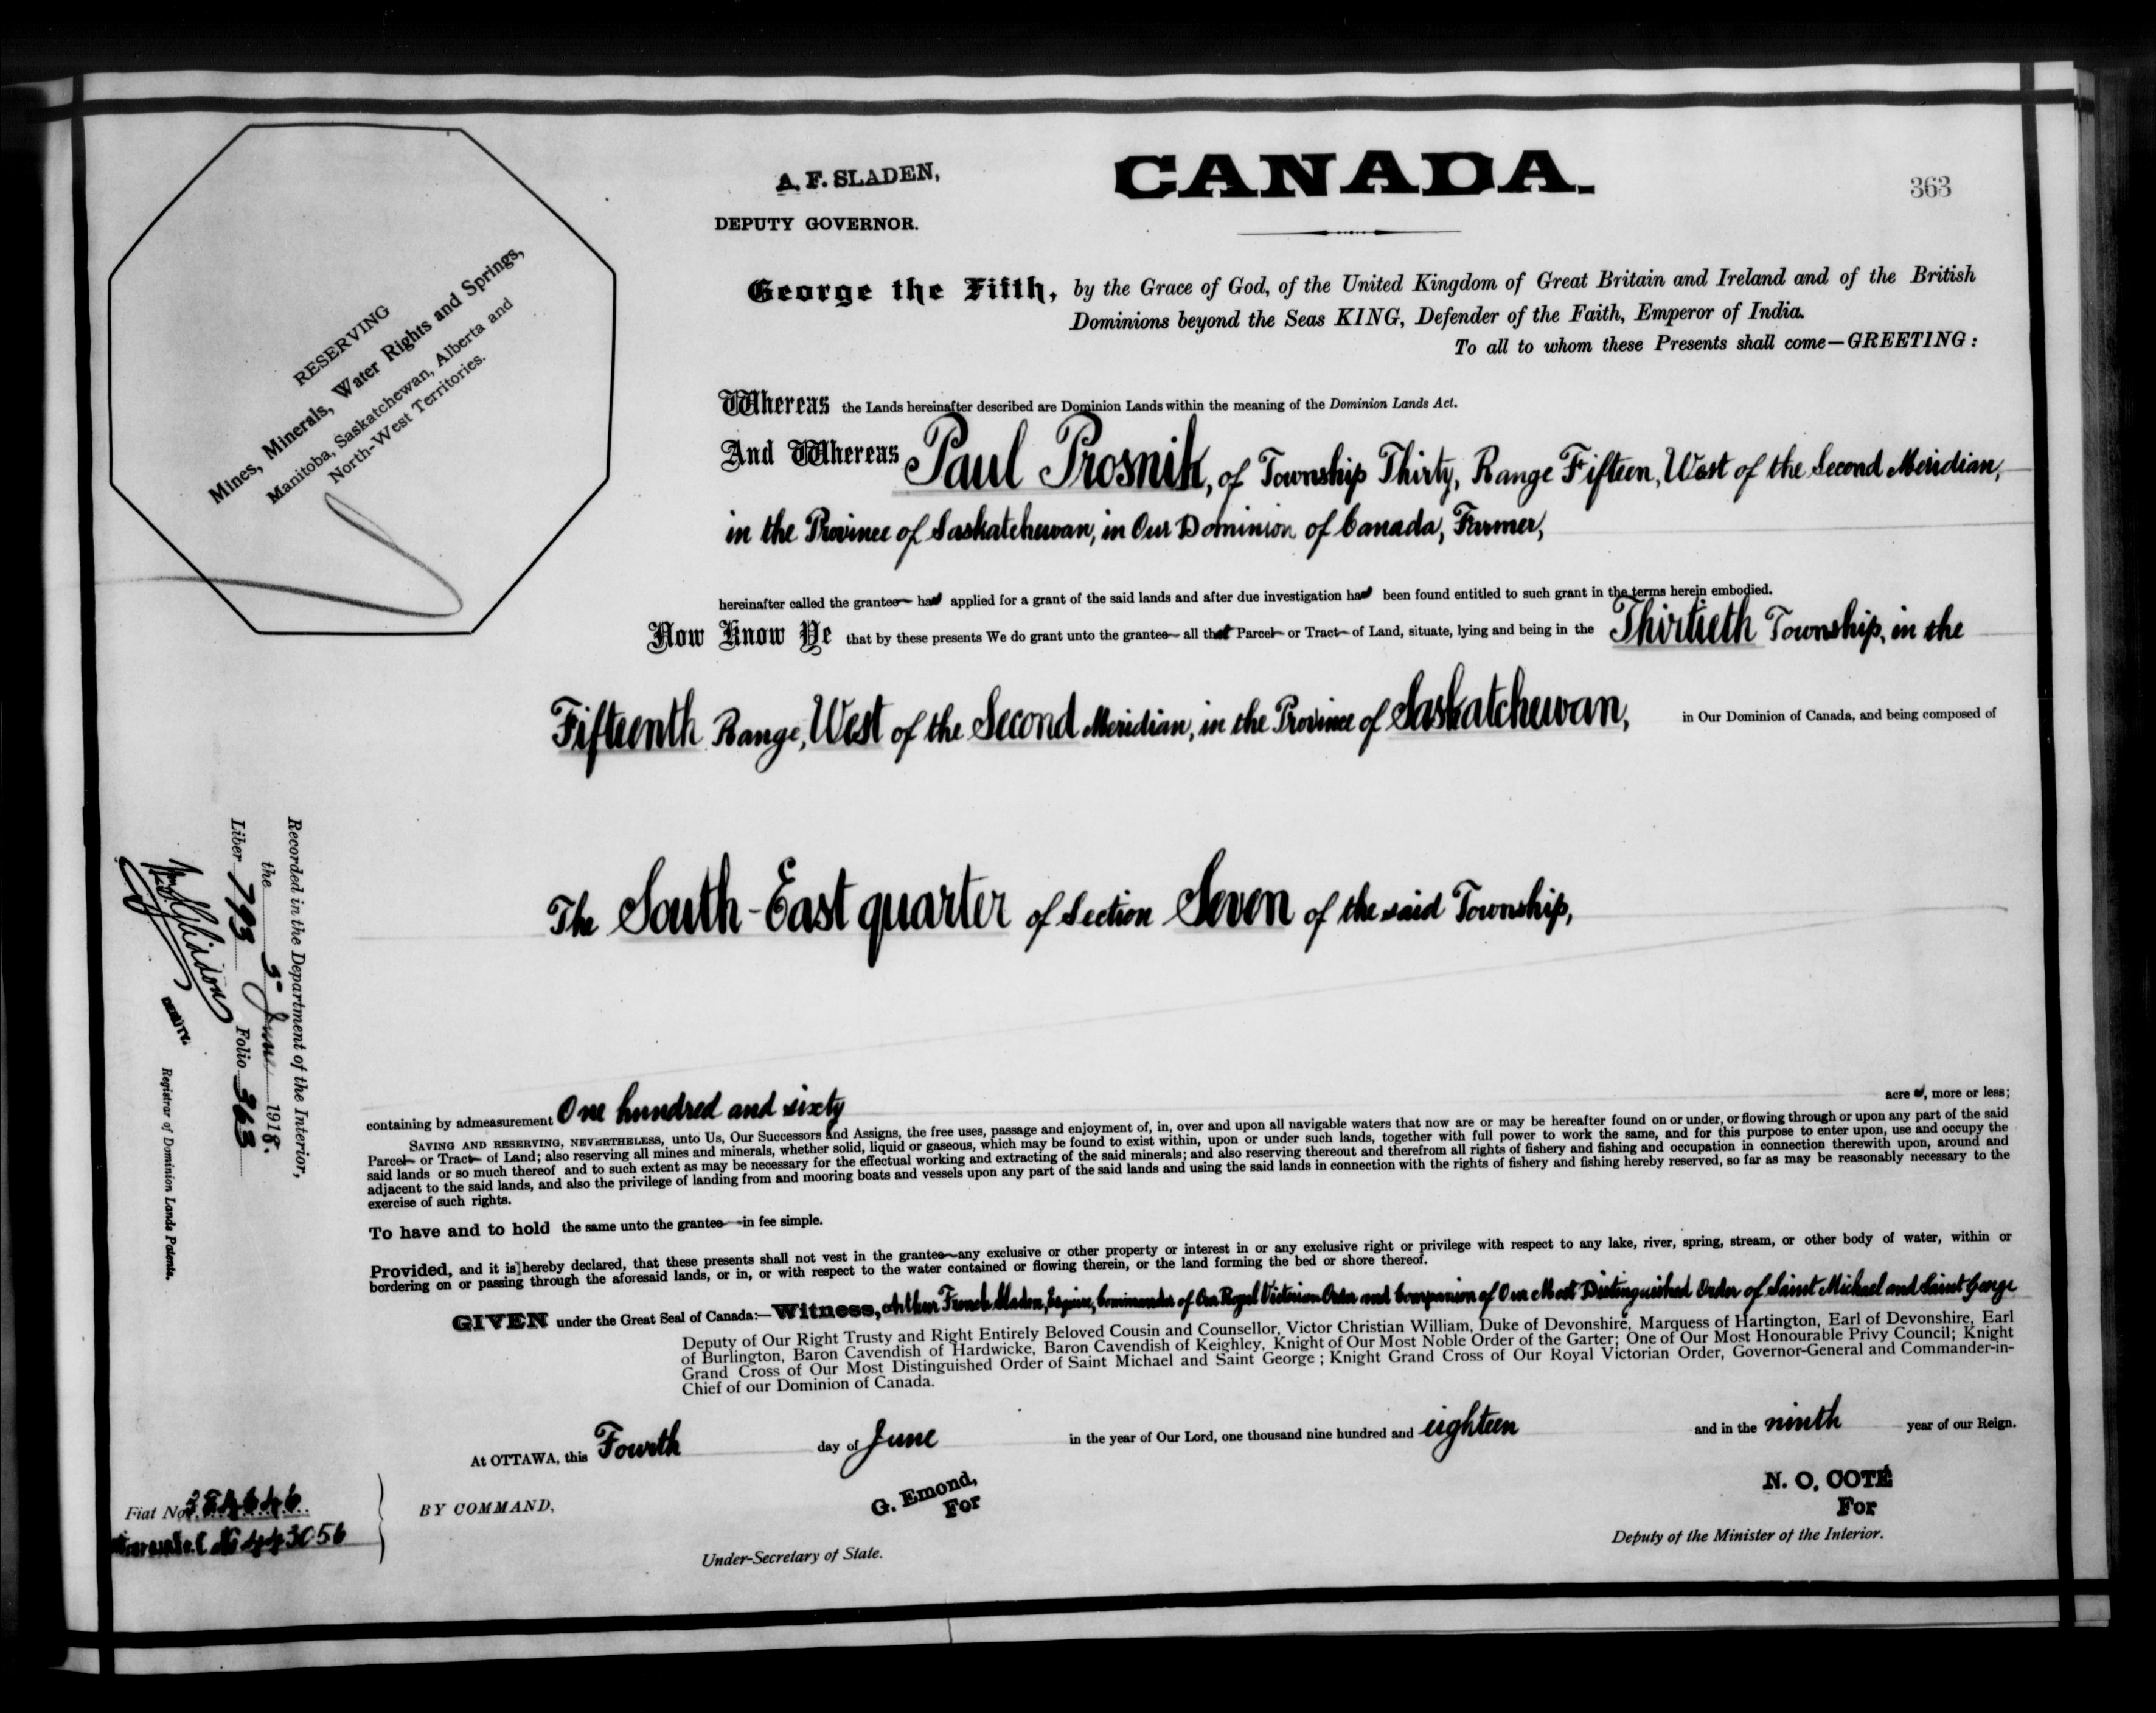 A. F. SLADEN,
DEPUTY GOVERNOR.
CANADA.
363
RESERVING
Mines, Minerals, Water Rights and Springs,
Manitoba, Saskatchewan, Alberta and
North-West Territories.
George the Fifth, by the Grace of God, of the United Kingdom of Great Britain and Ireland and of the British
Dominions beyond the Seas KING, Defender of the Faith, Emperor of India.
To all to whom these Presents shall come—GREETING:
Whereas the Lands hereinafter described are Dominion Lands within the meaning of the Dominion Lands Act.
And Whereas Paul Prosnik, of Township Thirty, Range Fifteen, West of the Second Meridian,
in the Province of Saskatchewan, in Our Dominion of Canada, Farmer,
hereinafter called the grantee has applied for a grant of the said lands and after due investigation has been found entitled to such grant in the terms herein embodied.
Now Know Ye that by these presents We do grant unto the grantee all that Parcel or Tract of Land, situate, lying and being in the Thirtieth Township, in the
Fifteenth Range, West of the Second Meridian, in the Province of Saskatchewan, in Our Dominion of Canada, and being composed of
The South-East quarter of Section Seven of the said Township,
containing by admeasurement One hundred and sixty acres, more or less;
SAVING AND RESERVING, NEVERTHELESS, unto Us, Our Successors and Assigns, the free uses, passage and enjoyment of, in, over and upon all navigable waters that now are or may be hereafter found on or under, or flowing through or upon any part of the said
Parcel or Tract of Land; also reserving all mines and minerals, whether solid, liquid or gaseous, which may be found to exist within, upon or under such lands, together with full power to work the same, and for this purpose to enter upon, use and occupy the
said lands or so much thereof and to such extent as may be necessary for the effectual working and extracting of the said minerals; and also reserving thereout and therefrom all rights of fishery and fishing and occupation in connection therewith upon, around and
adjacent to the said lands, and also the privilege of landing from and mooring boats and vessels upon any part of the said lands and using the said lands in connection with the rights of fishery and fishing hereby reserved, so far as may be reasonably necessary to the
exercise of such rights.
To have and to hold the same unto the grantee in fee simple.
Provided, and it is hereby declared, that these presents shall not vest in the grantee any exclusive or other property or interest in or any exclusive right or privilege with respect to any lake, river, spring, stream, or other body of water, within or
bordering on or passing through the aforesaid lands, or in, or with respect to the water contained or flowing therein, or the land forming the bed or shore thereof.
GIVEN under the Great Seal of Canada:—Witness, Arthur French Sladen, Esquire, Commander of Our Royal Victorian Order and Companion of Our Most Distinguished Order of Saint Michael and Saint George
Deputy of Our Right Trusty and Right Entirely Beloved Cousin and Counsellor, Victor Christian William, Duke of Devonshire, Marquess of Hartington, Earl of Devonshire, Earl
of Burlington, Baron Cavendish of Hardwicke, Baron Cavendish of Keighley, Knight of Our Most Noble Order of the Garter; One of Our Most Honourable Privy Council; Knight
Grand Cross of Our Most Distinguished Order of Saint Michael and Saint George; Knight Grand Cross of Our Royal Victorian Order, Governor-General and Commander-in-
Chief of our Dominion of Canada.
At OTTAWA, this Fourth day of June in the year of Our Lord, one thousand nine hundred and eighteen and in the ninth year of our Reign.
BY COMMAND,
G. Emond,
For
Under-Secretary of State.
N. O. COTÉ
For
Deputy of the Minister of the Interior.
Fiat No.
Recorded in the Department of the Interior,
the 5th June 1918.
Liber 793 Folio 363
DEPUTY.
Registrar of Dominion Lands Patents.